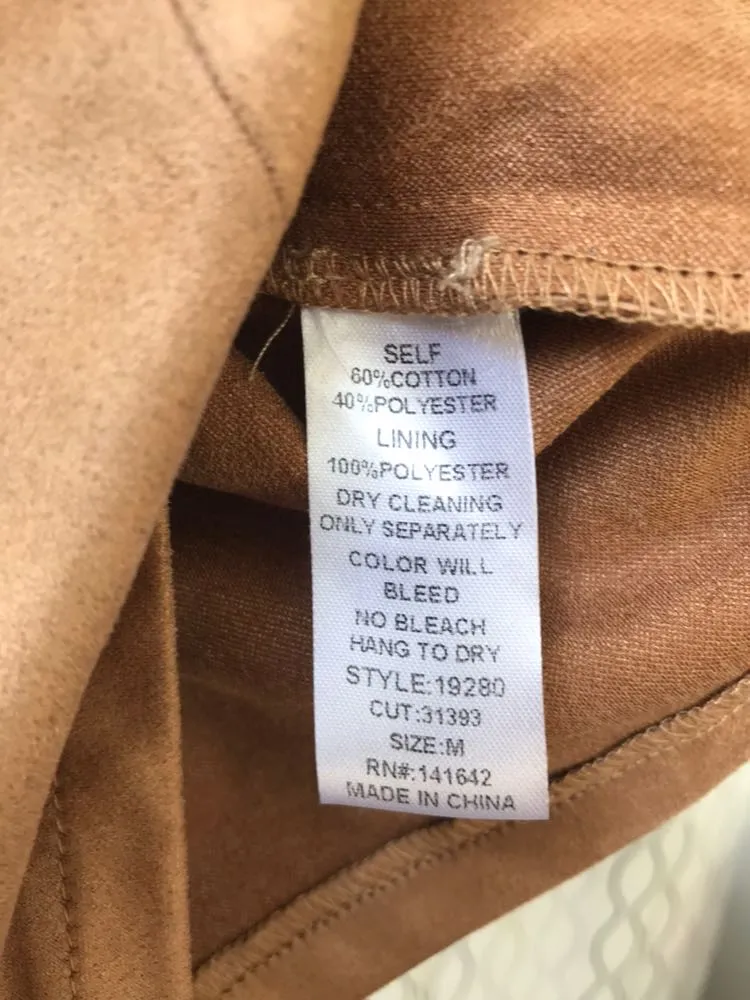 SELF
60%COTTON
40%POLYESTER
LINING
100%POLYESTER
DRY CLEANING
ONLY SEPARATELY
COLOR WILL
BLEED
NO BLEACH
HANG TO DRY
STYLE:19280
CUT:31393
SIZE:M
RN#:141642
MADE IN CHINA